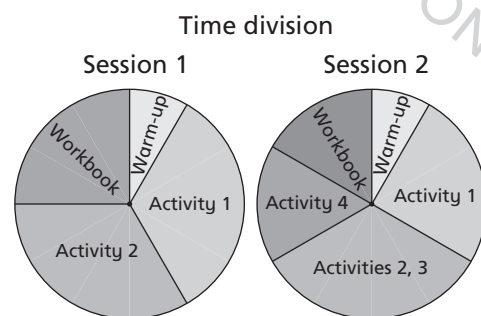 Time division
Session 1
Session 2
Workbook
Warm-up
Activity 1
Activity 2
Workbook
Warm-up
Activity 1
Activity 4
Activities 2, 3